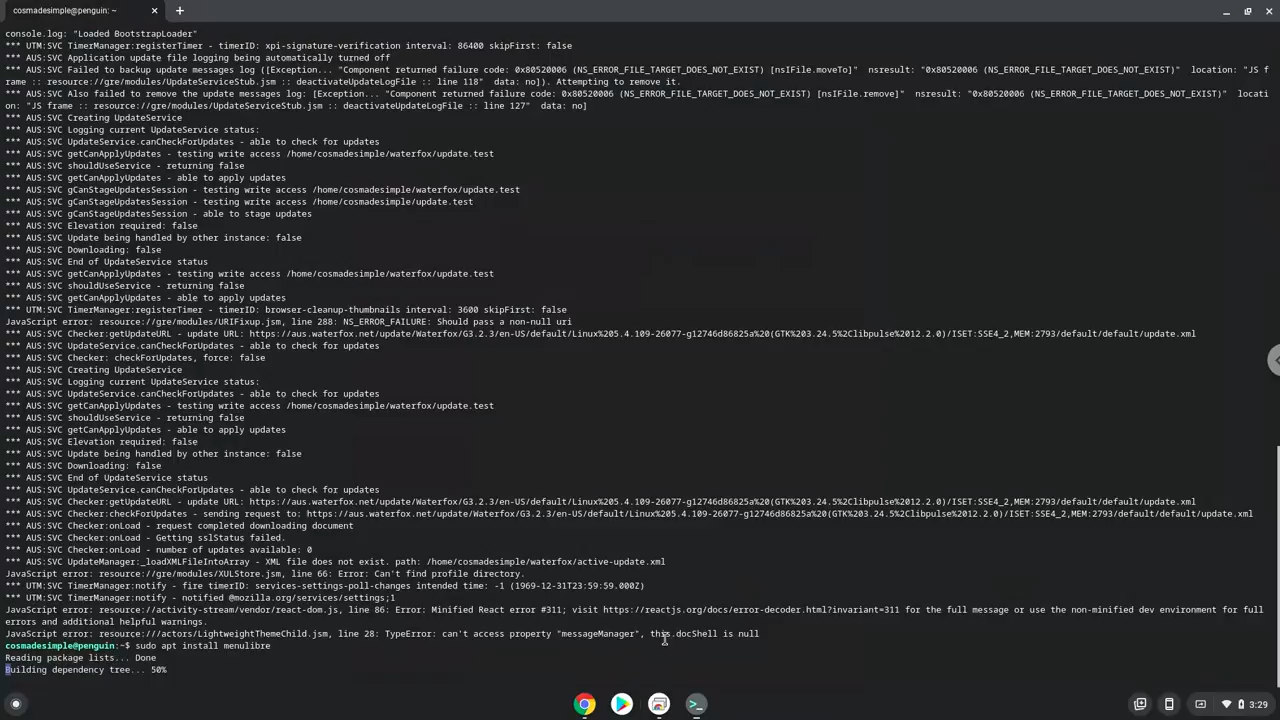 cosmadesimple@penguin: ~
console.log: "Loaded BootstrapLoader"
*** UTM:SVC TimerManager:registerTimer - timerID: xpi-signature-verification interval: 86400 skipFirst: false
*** AUS:SVC Application update file logging being automatically turned off
*** AUS:SVC Failed to backup update messages log ([Exception... "Component returned failure code: 0x80520006 (NS_ERROR_FILE_TARGET_DOES_NOT_EXIST) [nsIFile.moveTo]"  nsresult: "0x80520006 (NS_ERROR_FILE_TARGET_DOES_NOT_EXIST)"  location: "JS f
rame :: resource://gre/modules/UpdateServiceStub.jsm :: deactivateUpdateLogFile :: line 118"  data: no]). Attempting to remove it.
*** AUS:SVC Also failed to remove the update messages log: [Exception... "Component returned failure code: 0x80520006 (NS_ERROR_FILE_TARGET_DOES_NOT_EXIST) [nsIFile.remove]"  nsresult: "0x80520006 (NS_ERROR_FILE_TARGET_DOES_NOT_EXIST)"  locati
on: "JS frame :: resource://gre/modules/UpdateServiceStub.jsm :: deactivateUpdateLogFile :: line 127"  data: no]
*** AUS:SVC Creating UpdateService
*** AUS:SVC Logging current UpdateService status:
*** AUS:SVC UpdateService.canCheckForUpdates - able to check for updates
*** AUS:SVC getCanApplyUpdates - testing write access /home/cosmadesimple/waterfox/update.test
*** AUS:SVC shouldUseService - returning false
*** AUS:SVC getCanApplyUpdates - able to apply updates
*** AUS:SVC gCanStageUpdatesSession - testing write access /home/cosmadesimple/waterfox/update.test
*** AUS:SVC gCanStageUpdatesSession - testing write access /home/cosmadesimple/update.test
*** AUS:SVC gCanStageUpdatesSession - able to stage updates
*** AUS:SVC Elevation required: false
*** AUS:SVC Update being handled by other instance: false
*** AUS:SVC Downloading: false
*** AUS:SVC End of UpdateService status
*** AUS:SVC getCanApplyUpdates - testing write access /home/cosmadesimple/waterfox/update.test
*** AUS:SVC shouldUseService - returning false
*** AUS:SVC getCanApplyUpdates - able to apply updates
*** UTM:SVC TimerManager:registerTimer - timerID: browser-cleanup-thumbnails interval: 3600 skipFirst: false
JavaScript error: resource://gre/modules/URIFixup.jsm, line 288: NS_ERROR_FAILURE: Should pass a non-null uri
*** AUS:SVC Checker:getUpdateURL - update URL: https://aus.waterfox.net/update/Waterfox/G3.2.3/en-US/default/Linux%205.4.109-26077-g12746d86825a%20(GTK%203.24.5%2Clibpulse%2012.2.0)/ISET:SSE4_2,MEM:2793/default/default/update.xml
*** AUS:SVC UpdateService.canCheckForUpdates - able to check for updates
*** AUS:SVC Checker: checkForUpdates, force: false
*** AUS:SVC Creating UpdateService
*** AUS:SVC Logging current UpdateService status:
*** AUS:SVC UpdateService.canCheckForUpdates - able to check for updates
*** AUS:SVC getCanApplyUpdates - testing write access /home/cosmadesimple/waterfox/update.test
*** AUS:SVC shouldUseService - returning false
*** AUS:SVC getCanApplyUpdates - able to apply updates
*** AUS:SVC Elevation required: false
*** AUS:SVC Update being handled by other instance: false
*** AUS:SVC Downloading: false
*** AUS:SVC End of UpdateService status
*** AUS:SVC UpdateService.canCheckForUpdates - able to check for updates
*** AUS:SVC Checker:getUpdateURL - update URL: https://aus.waterfox.net/update/Waterfox/G3.2.3/en-US/default/Linux%205.4.109-26077-g12746d86825a%20(GTK%203.24.5%2Clibpulse%2012.2.0)/ISET:SSE4_2,MEM:2793/default/default/update.xml
*** AUS:SVC Checker:checkForUpdates - sending request to: https://aus.waterfox.net/update/Waterfox/G3.2.3/en-US/default/Linux%205.4.109-26077-g12746d86825a%20(GTK%203.24.5%2Clibpulse%2012.2.0)/ISET:SSE4_2,MEM:2793/default/default/update.xml
*** AUS:SVC Checker:onLoad - request completed downloading document
*** AUS:SVC Checker:onLoad - Getting sslStatus failed.
*** AUS:SVC Checker:onLoad - number of updates available: 0
*** AUS:SVC UpdateManager:_loadXMLFileIntoArray - XML file does not exist. path: /home/cosmadesimple/waterfox/active-update.xml
JavaScript error: resource://gre/modules/XULStore.jsm, line 66: Error: Can't find profile directory.
*** UTM:SVC TimerManager:notify - fire timerID: services-settings-poll-changes intended time: -1 (1969-12-31T23:59:59.000Z)
*** UTM:SVC TimerManager:notify - notified @mozilla.org/services/settings;1
JavaScript error: resource://activity-stream/vendor/react-dom.js, line 86: Error: Minified React error #311; visit https://reactjs.org/docs/error-decoder.html?invariant=311 for the full message or use the non-minified dev environment for full
errors and additional helpful warnings.
JavaScript error: resource:///actors/LightweightThemeChild.jsm, line 28: TypeError: can't access property "messageManager", this.docShell is null
cosmadesimple@penguin:~$ sudo apt install menulibre
Reading package lists... Done
Building dependency tree... 50%
3:29